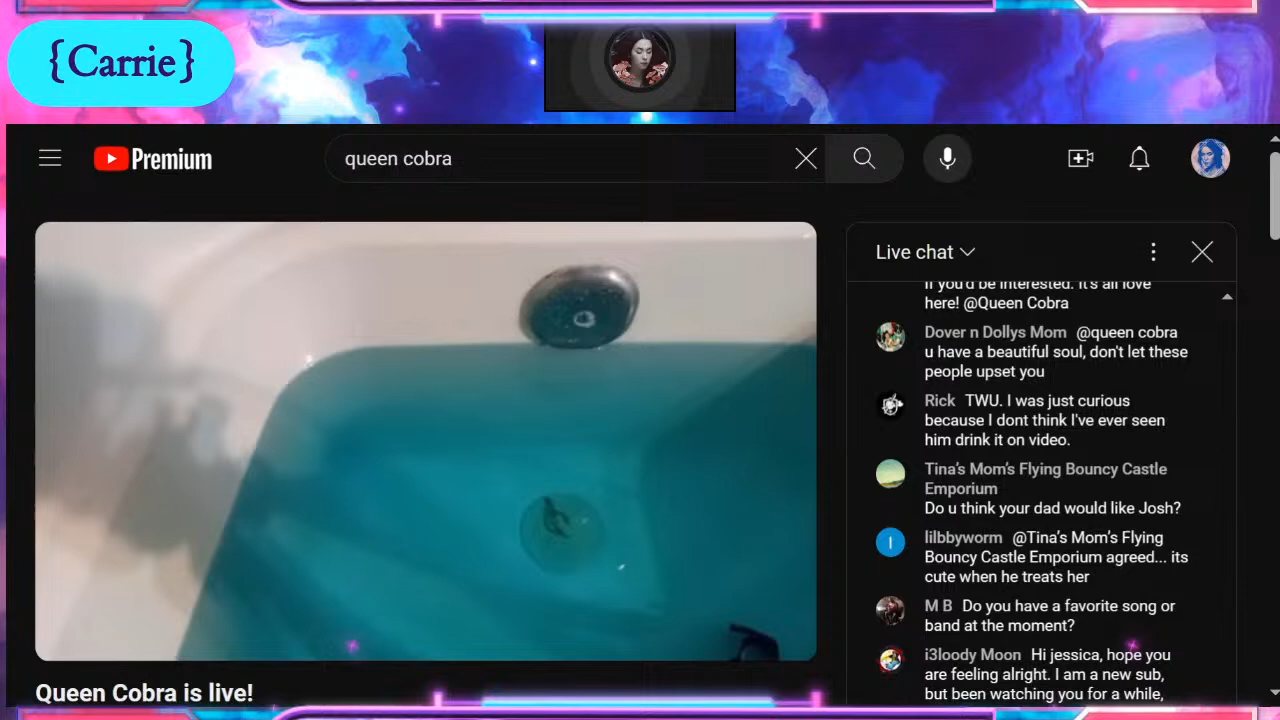 {Carrie}
Premium
queen cobra
Live chat
If you'd be interested. It's all love
here! @Queen Cobra
Dover n Dollys Mom @queen cobra
u have a beautiful soul, don't let these
people upset you
Rick TWU. I was just curious
because I dont think I've ever seen
him drink it on video.
Tina's Mom's Flying Bouncy Castle
Emporium
Do u think your dad would like Josh?
I
lilbbyworm @Tina's Mom's Flying
Bouncy Castle Emporium agreed... its
cute when he treats her
M B Do you have a favorite song or
band at the moment?
i3loody Moon Hi jessica, hope you
are feeling alright. I am a new sub,
but been watching you for a while,
Queen Cobra is live!